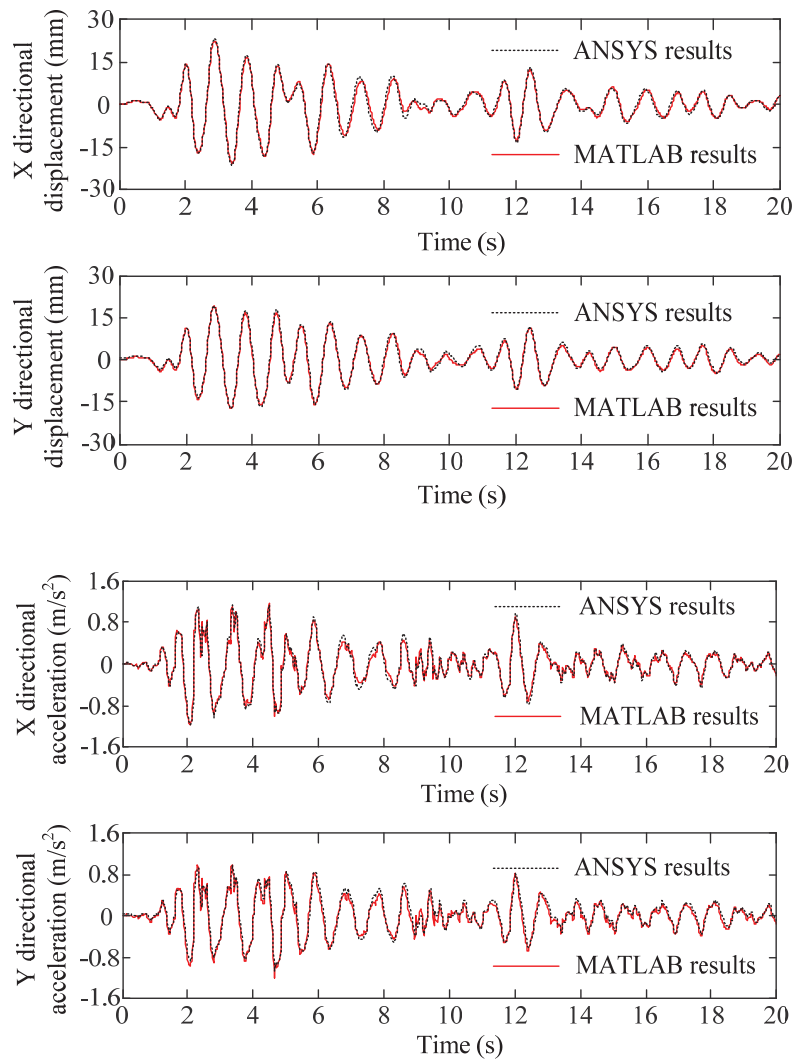 30
15
0
-15
-30
X directional
displacement (mm)
ANSYS results
MATLAB results
0 2 4 6 8 10 12 14 16 18 20
Time (s)
30
15
0
-15
-30
Y directional
displacement (mm)
ANSYS results
MATLAB results
0 2 4 6 8 10 12 14 16 18 20
Time (s)
1.6
0.8
0
-0.8
-1.6
X directional
acceleration (m/s²)
ANSYS results
MATLAB results
0 2 4 6 8 10 12 14 16 18 20
Time (s)
1.6
0.8
0
-0.8
-1.6
Y directional
acceleration (m/s²)
ANSYS results
MATLAB results
0 2 4 6 8 10 12 14 16 18 20
Time (s)